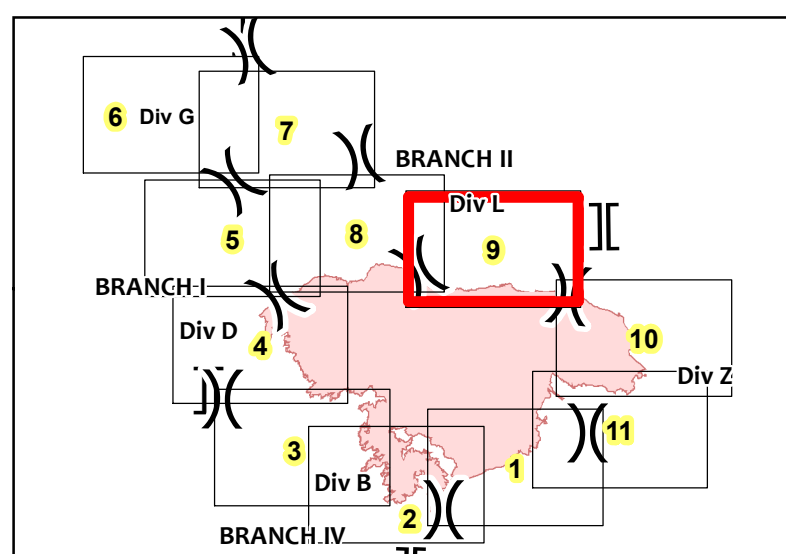 6
Div G
7
BRANCH II
Div L
5
8
9
BRANCH I
Div D
4
10
Div Z
11
3
1
Div B
2
BRANCH IV